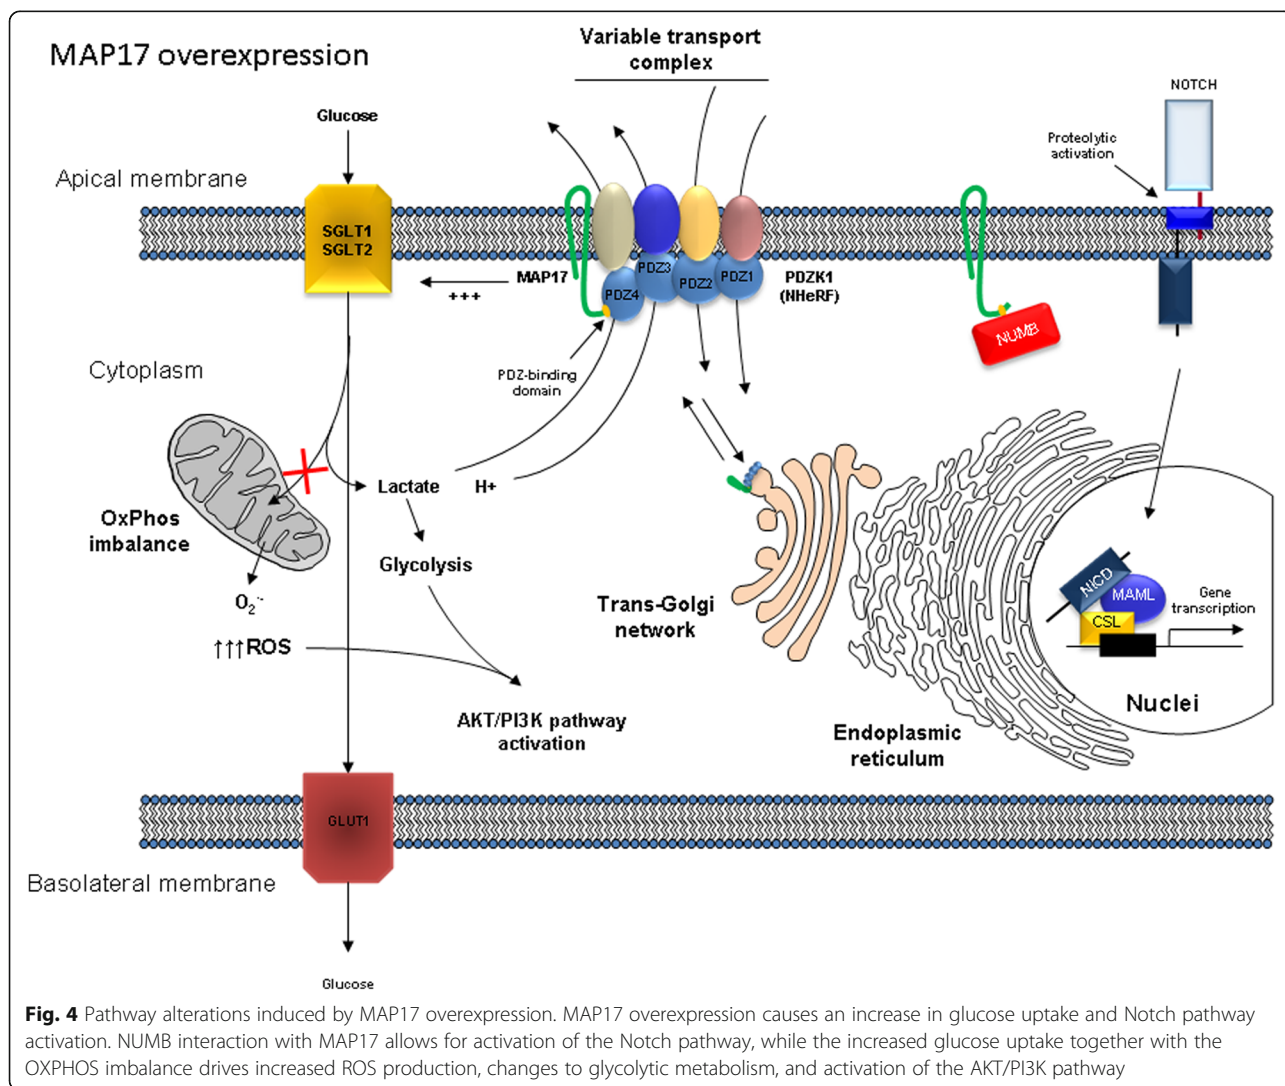 MAP17 overexpression
Variable transport
complex
Glucose
NOTCH
Proteolytic
activation
Apical membrane
SGLT1
SGLT2
MAP17
+++
PDZ4
PDZ3
PDZ2
PDZ1
PDZK1
(NHeRF)
NUMB
PDZ-binding
domain
Cytoplasm
Lactate
H+
OxPhos
imbalance
Glycolysis
O2·-
↑↑↑ROS
Trans-Golgi
network
NICD
MAML
CSL
Gene
transcription
Nuclei
AKT/PI3K pathway
activation
Endoplasmic
reticulum
GLUT1
Basolateral membrane
Glucose
Fig. 4 Pathway alterations induced by MAP17 overexpression. MAP17 overexpression causes an increase in glucose uptake and Notch pathway
activation. NUMB interaction with MAP17 allows for activation of the Notch pathway, while the increased glucose uptake together with the
OXPHOS imbalance drives increased ROS production, changes to glycolytic metabolism, and activation of the AKT/PI3K pathway